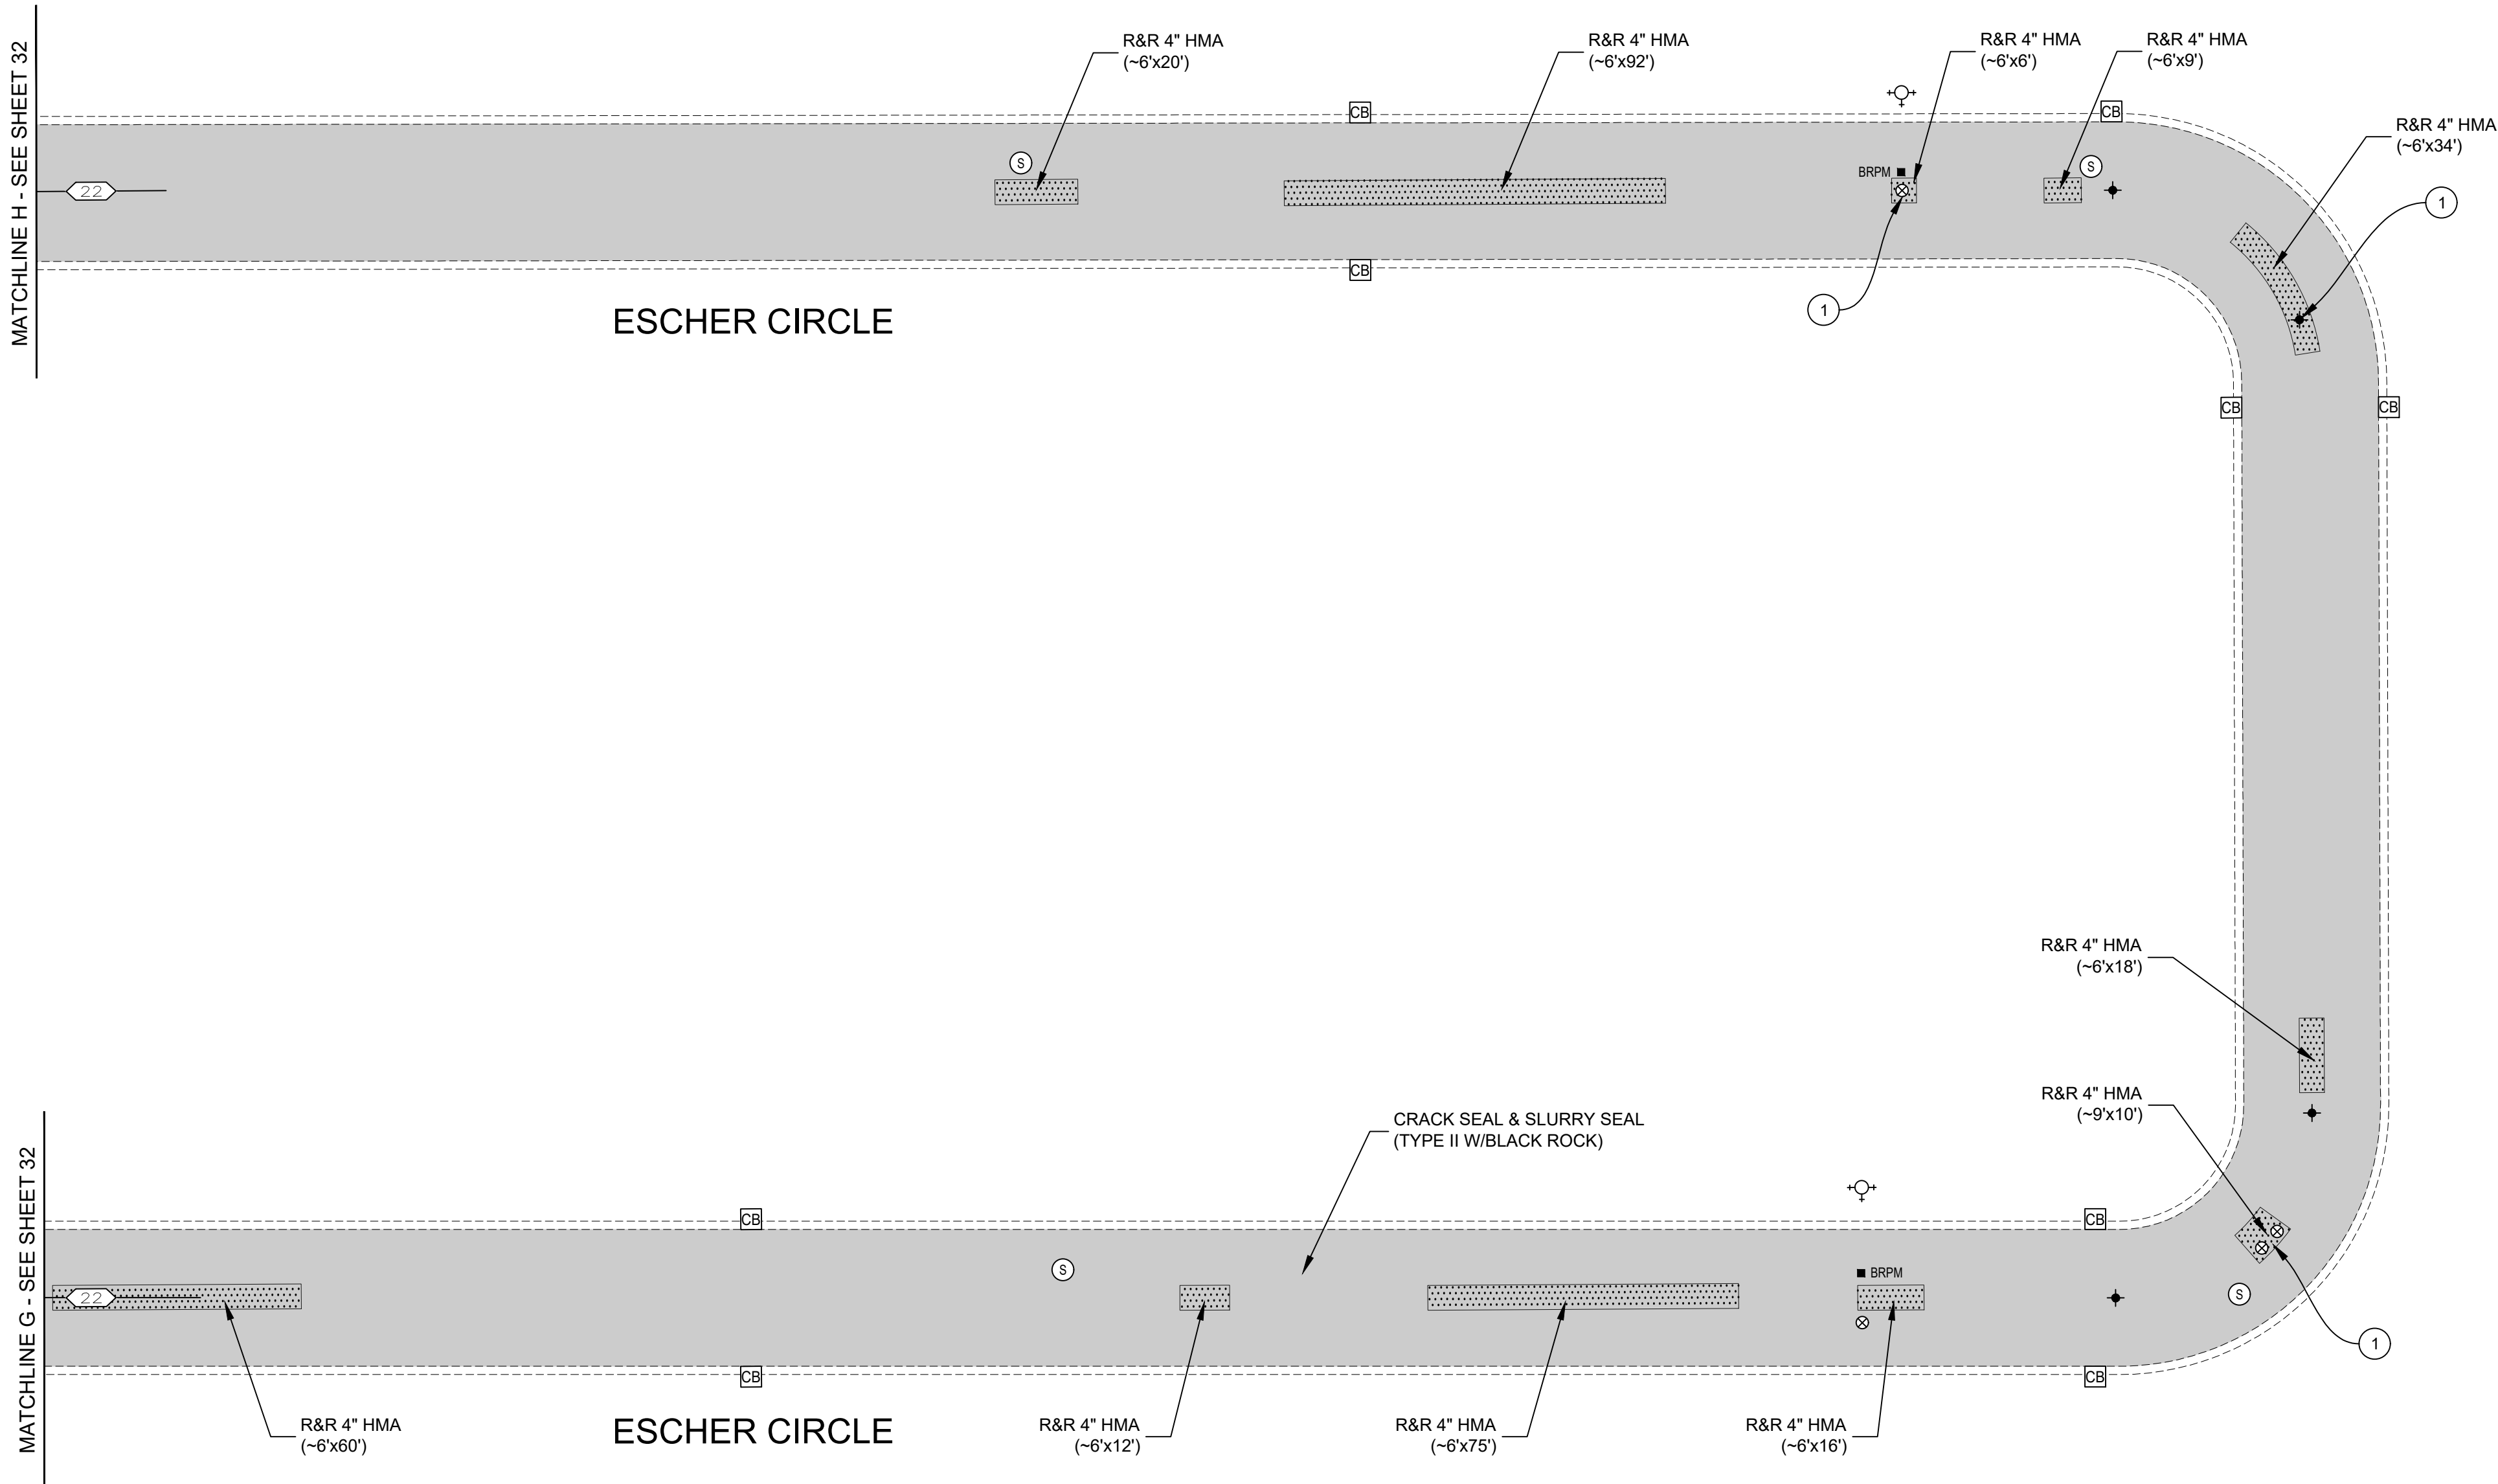 MATCHLINE H - SEE SHEET 32
R&R 4" HMA
(~6'x20')
R&R 4" HMA
(~6'x92')
R&R 4" HMA
(~6'x6')
R&R 4" HMA
(~6'x9')
R&R 4" HMA
(~6'x34')
CB
CB
S
BRPM
S
22
1
CB
1
ESCHER CIRCLE
CB
CB
R&R 4" HMA
(~6'x18')
R&R 4" HMA
(~9'x10')
CRACK SEAL & SLURRY SEAL
(TYPE II W/BLACK ROCK)
MATCHLINE G - SEE SHEET 32
CB
CB
S
BRPM
S
22
1
CB
CB
R&R 4" HMA
(~6'x60')
ESCHER CIRCLE
R&R 4" HMA
(~6'x12')
R&R 4" HMA
(~6'x75')
R&R 4" HMA
(~6'x16')